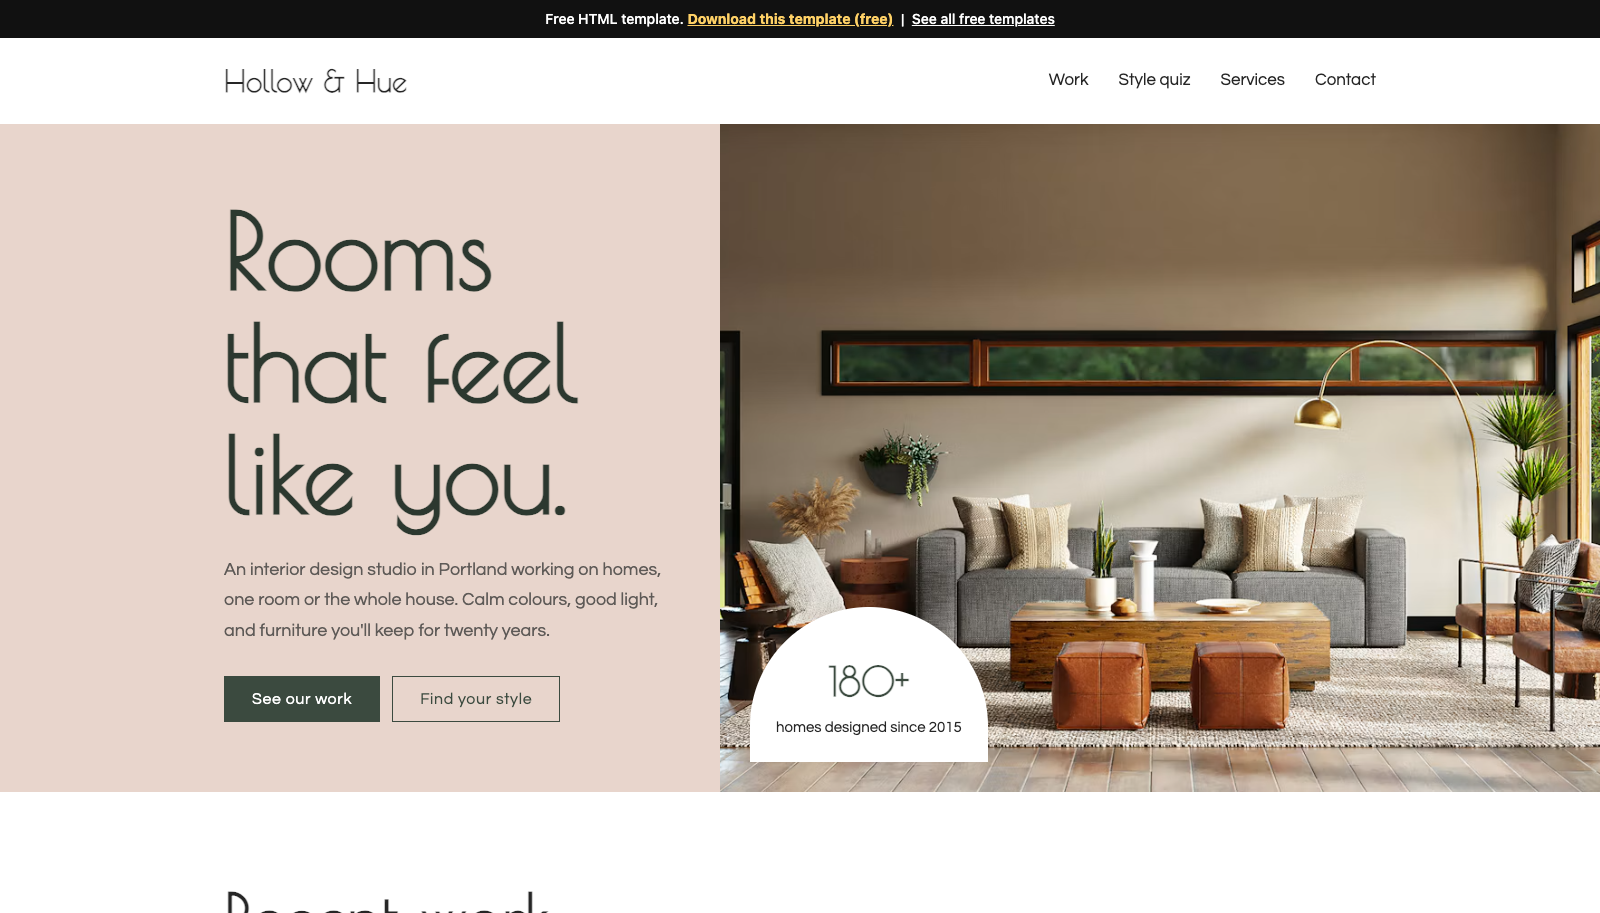 Free HTML template. Download this template (free) | See all free templates
Hollow & Hue
Work Style quiz Services Contact
Rooms
that feel
like you.
An interior design studio in Portland working on homes,
one room or the whole house. Calm colours, good light,
and furniture you'll keep for twenty years.
See our work
Find your style
180+
homes designed since 2015
Recent work